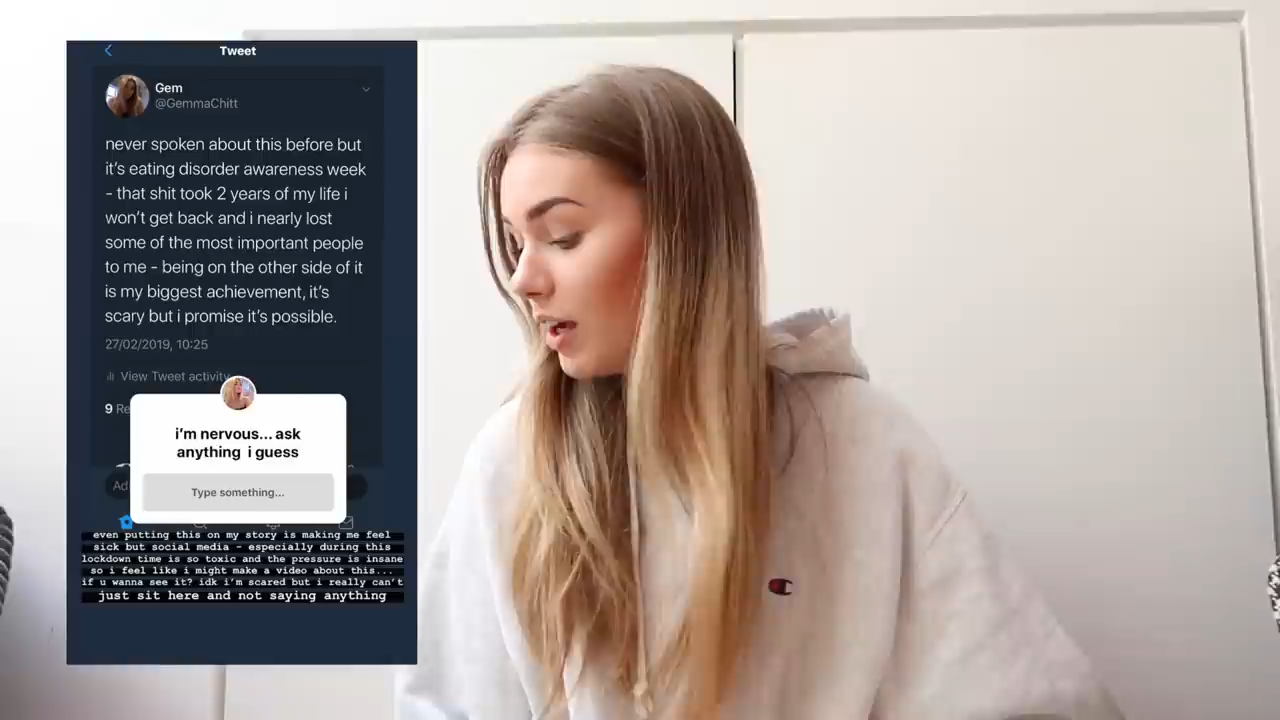 Tweet
Gem
@GemmaChitt
never spoken about this before but
it's eating disorder awareness week
- that shit took 2 years of my life i
won't get back and i nearly lost
some of the most important people
to me - being on the other side of it
is my biggest achievement, it's
scary but i promise it's possible.
27/02/2019, 10:25
View Tweet activity
9 Re
i'm nervous... ask
anything i guess
Ad
Type something...
even putting this on my story is making me feel
sick but social media - especially during this
lockdown time is so toxic and the pressure is insane
so i feel like i might make a video about this...
if u wanna see it? idk i'm scared but i really can't
just sit here and not saying anything